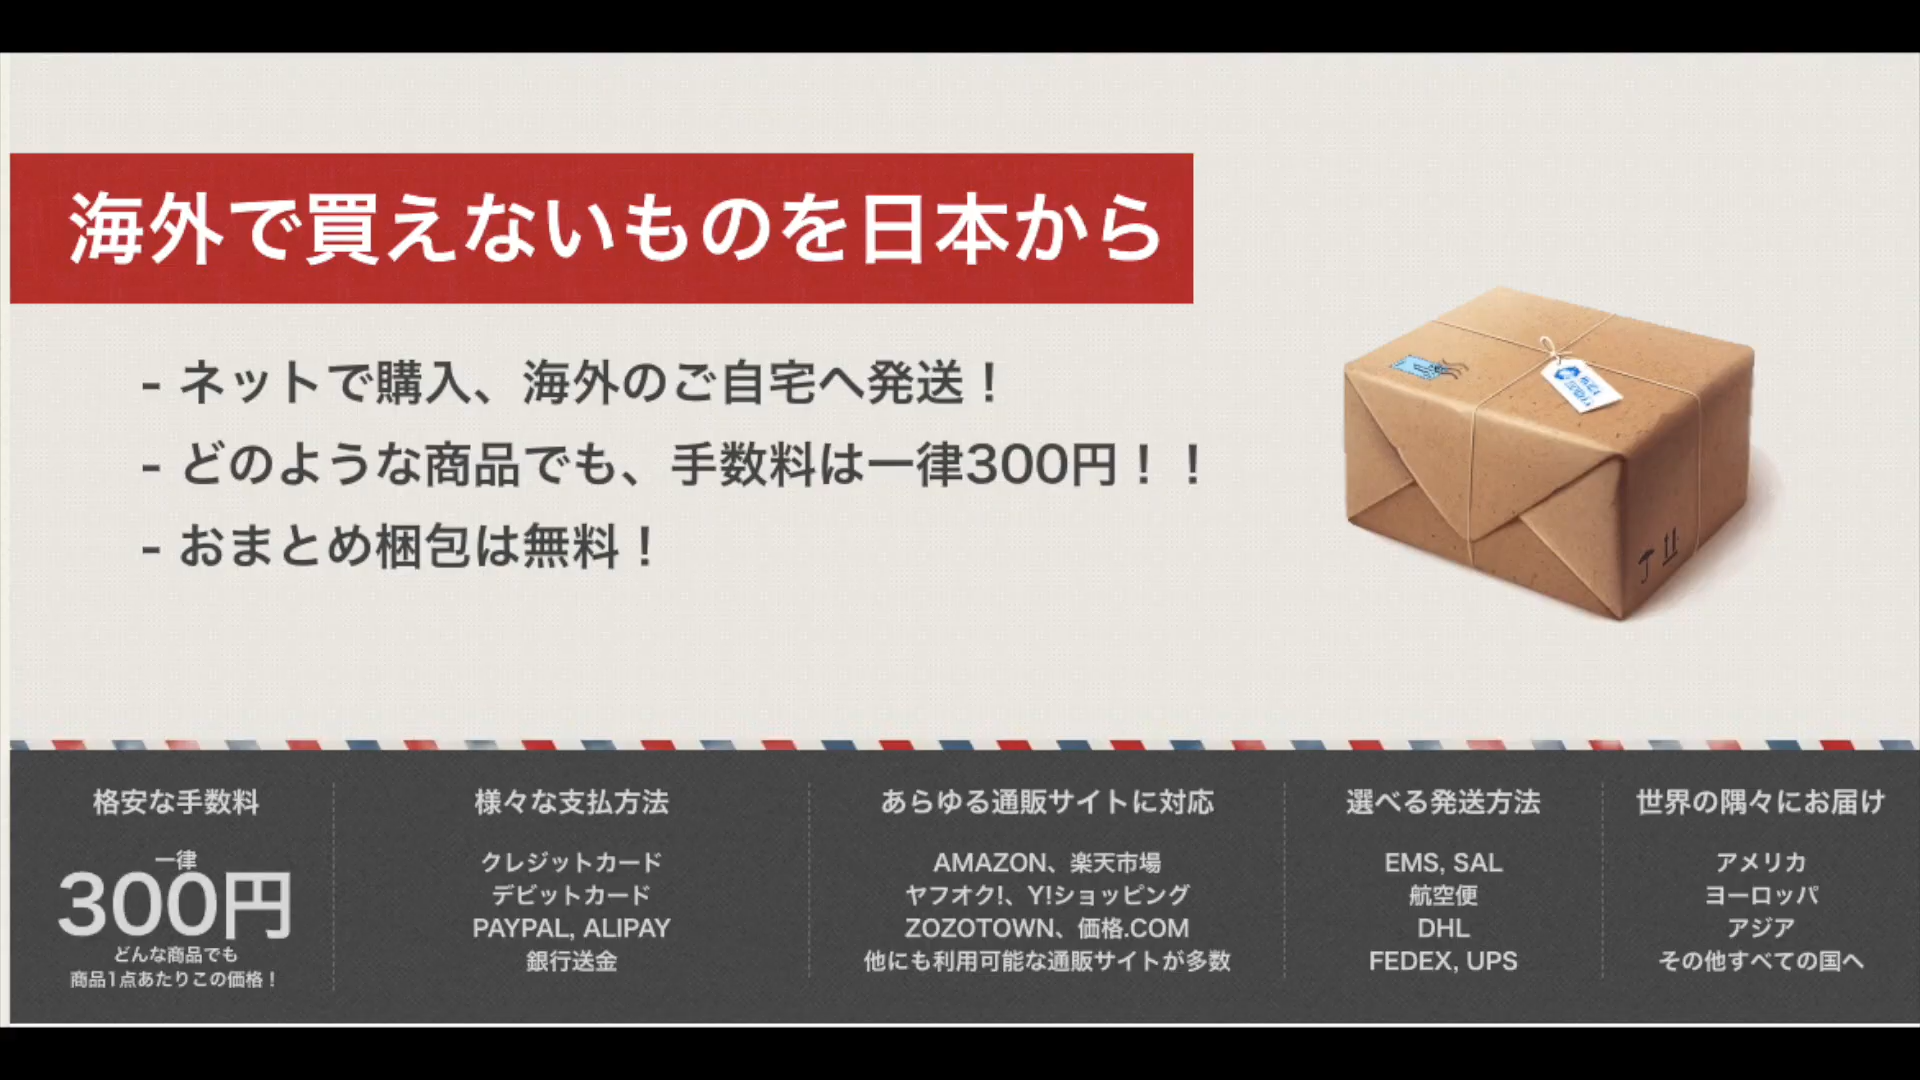 海外で買えないものを日本から
- ネットで購入、海外のご自宅へ発送！
- どのような商品でも、手数料は一律300円！！
- おまとめ梱包は無料！
格安な手数料
一律
300円
どんな商品でも
商品1点あたりこの価格！
様々な支払方法
クレジットカード
デビットカード
PAYPAL, ALIPAY
銀行送金
あらゆる通販サイトに対応
AMAZON、楽天市場
ヤフオク!、Y!ショッピング
ZOZOTOWN、価格.COM
他にも利用可能な通販サイトが多数
選べる発送方法
EMS, SAL
航空便
DHL
FEDEX, UPS
世界の隅々にお届け
アメリカ
ヨーロッパ
アジア
その他すべての国へ